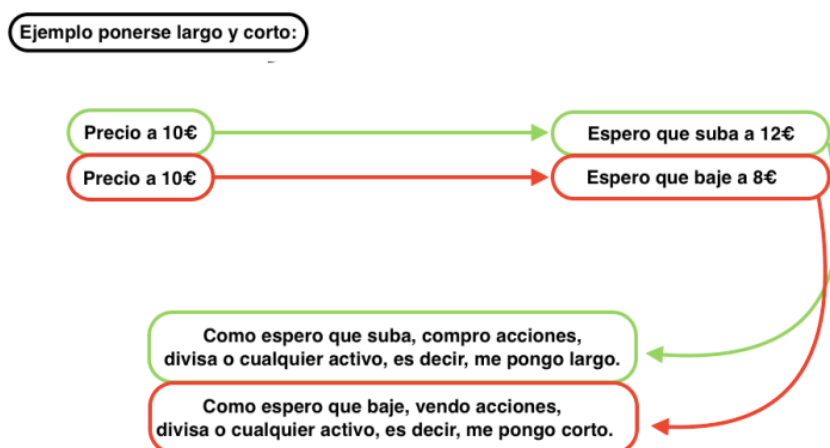 Ejemplo ponerse largo y corto:
Precio a 10€
Espero que suba a 12€
Precio a 10€
Espero que baje a 8€
Como espero que suba, compro acciones,
divisa o cualquier activo, es decir, me pongo largo.
Como espero que baje, vendo acciones,
divisa o cualquier activo, es decir, me pongo corto.